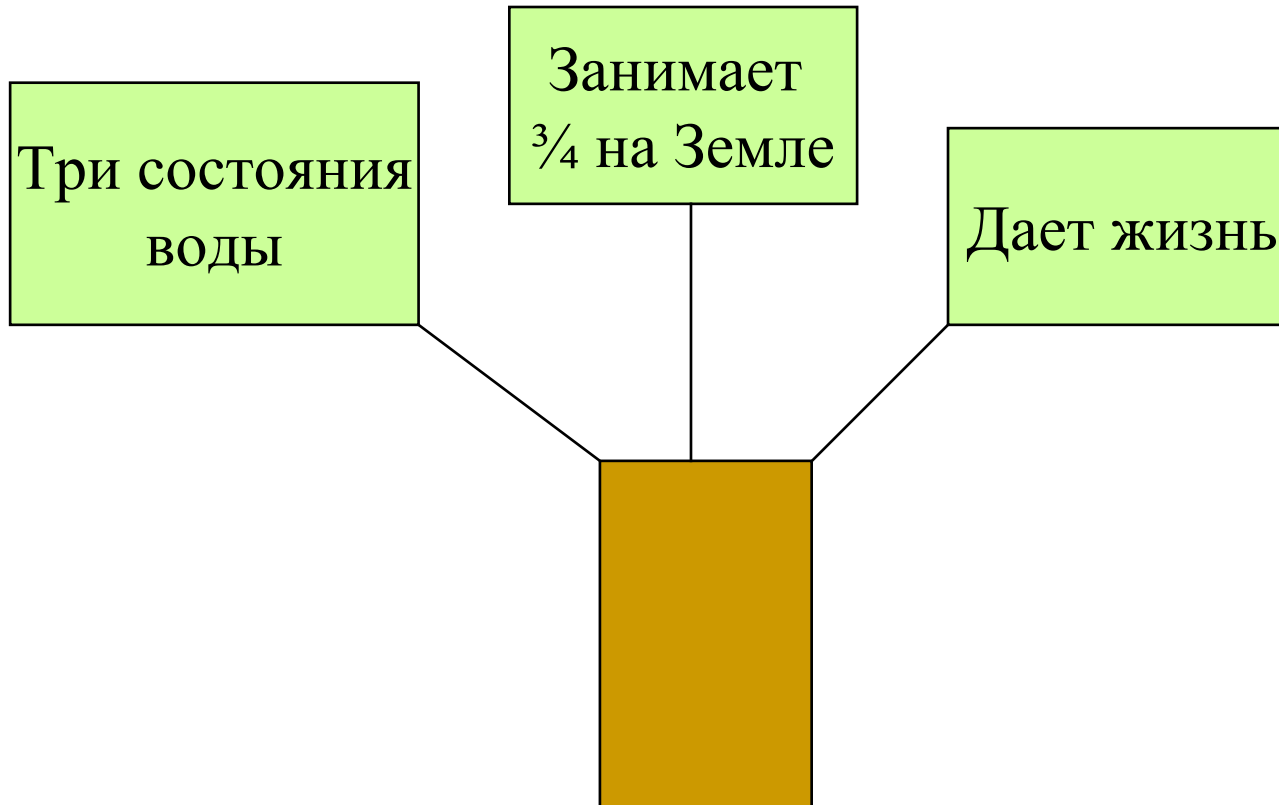 Три состояния
воды
Занимает
¾ на Земле
Дает жизнь